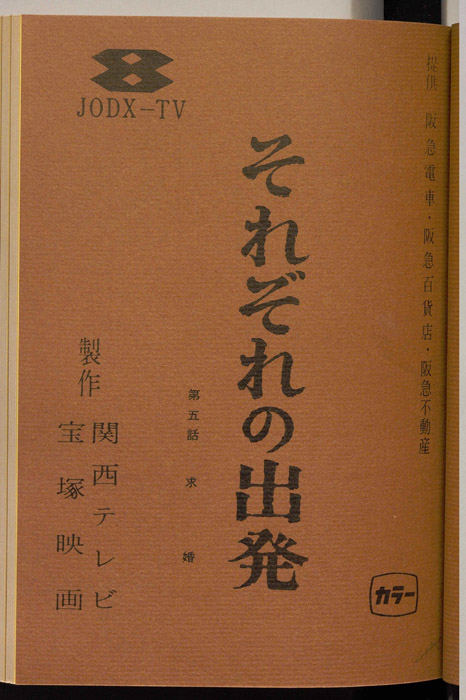 提供 阪急電車・阪急百貨店・阪急不動産
それぞれの出発
第五話 求婚
製作 関西テレビ
宝塚映画
JODX-TV
カラー